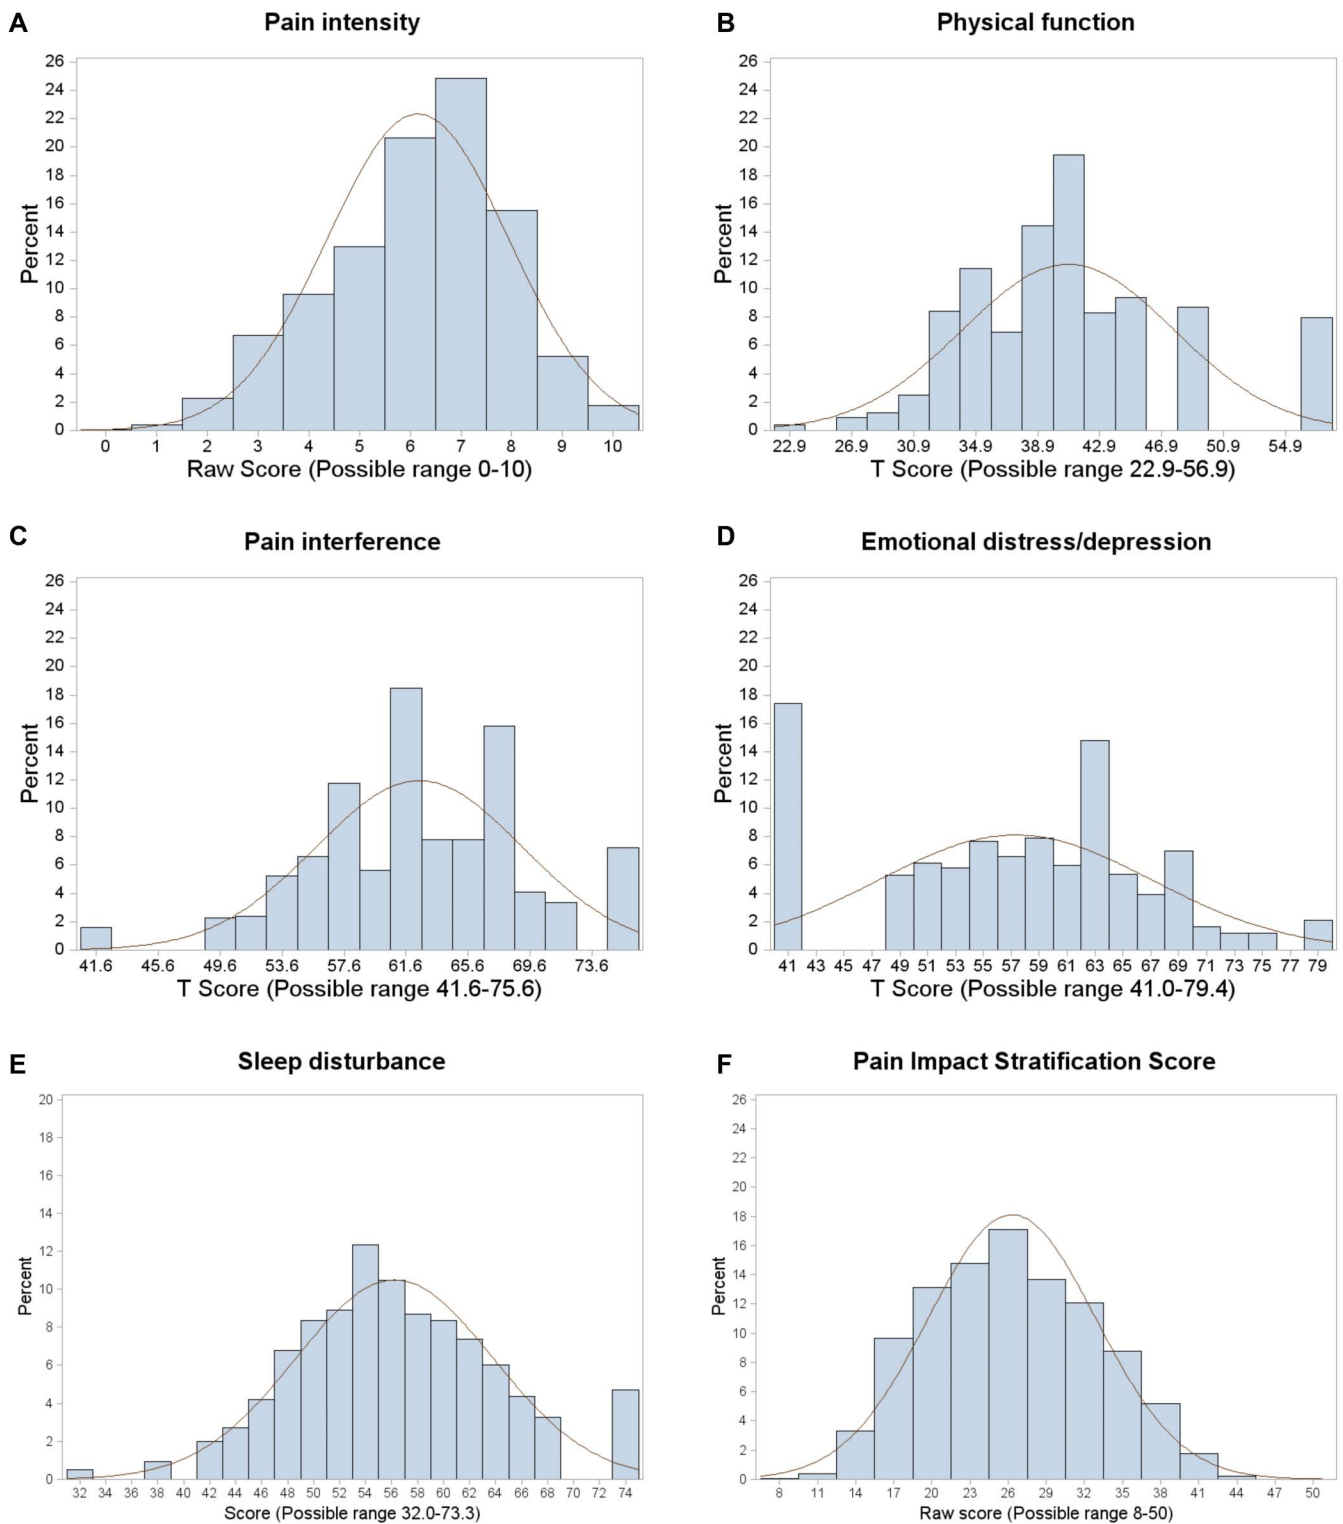 A
Pain intensity
26
24
22
20
18
16
14
12
10
8
6
4
2
0
Percent
0 1 2 3 4 5 6 7 8 9 10
Raw Score (Possible range 0-10)
B
Physical function
26
24
22
20
18
16
14
12
10
8
6
4
2
0
Percent
22.9 26.9 30.9 34.9 38.9 42.9 46.9 50.9 54.9
T Score (Possible range 22.9-56.9)
C
Pain interference
26
24
22
20
18
16
14
12
10
8
6
4
2
0
Percent
41.6 45.6 49.6 53.6 57.6 61.6 65.6 69.6 73.6
T Score (Possible range 41.6-75.6)
D
Emotional distress/depression
26
24
22
20
18
16
14
12
10
8
6
4
2
0
Percent
41 43 45 47 49 51 53 55 57 59 61 63 65 67 69 71 73 75 77 79
T Score (Possible range 41.0-79.4)
E
Sleep disturbance
20
18
16
14
12
10
8
6
4
2
0
Percent
32 34 36 38 40 42 44 46 48 50 52 54 56 58 60 62 64 66 68 70 72 74
Score (Possible range 32.0-73.3)
F
Pain Impact Stratification Score
26
24
22
20
18
16
14
12
10
8
6
4
2
0
Percent
8 11 14 17 20 23 26 29 32 35 38 41 44 47 50
Raw score (Possible range 8-50)